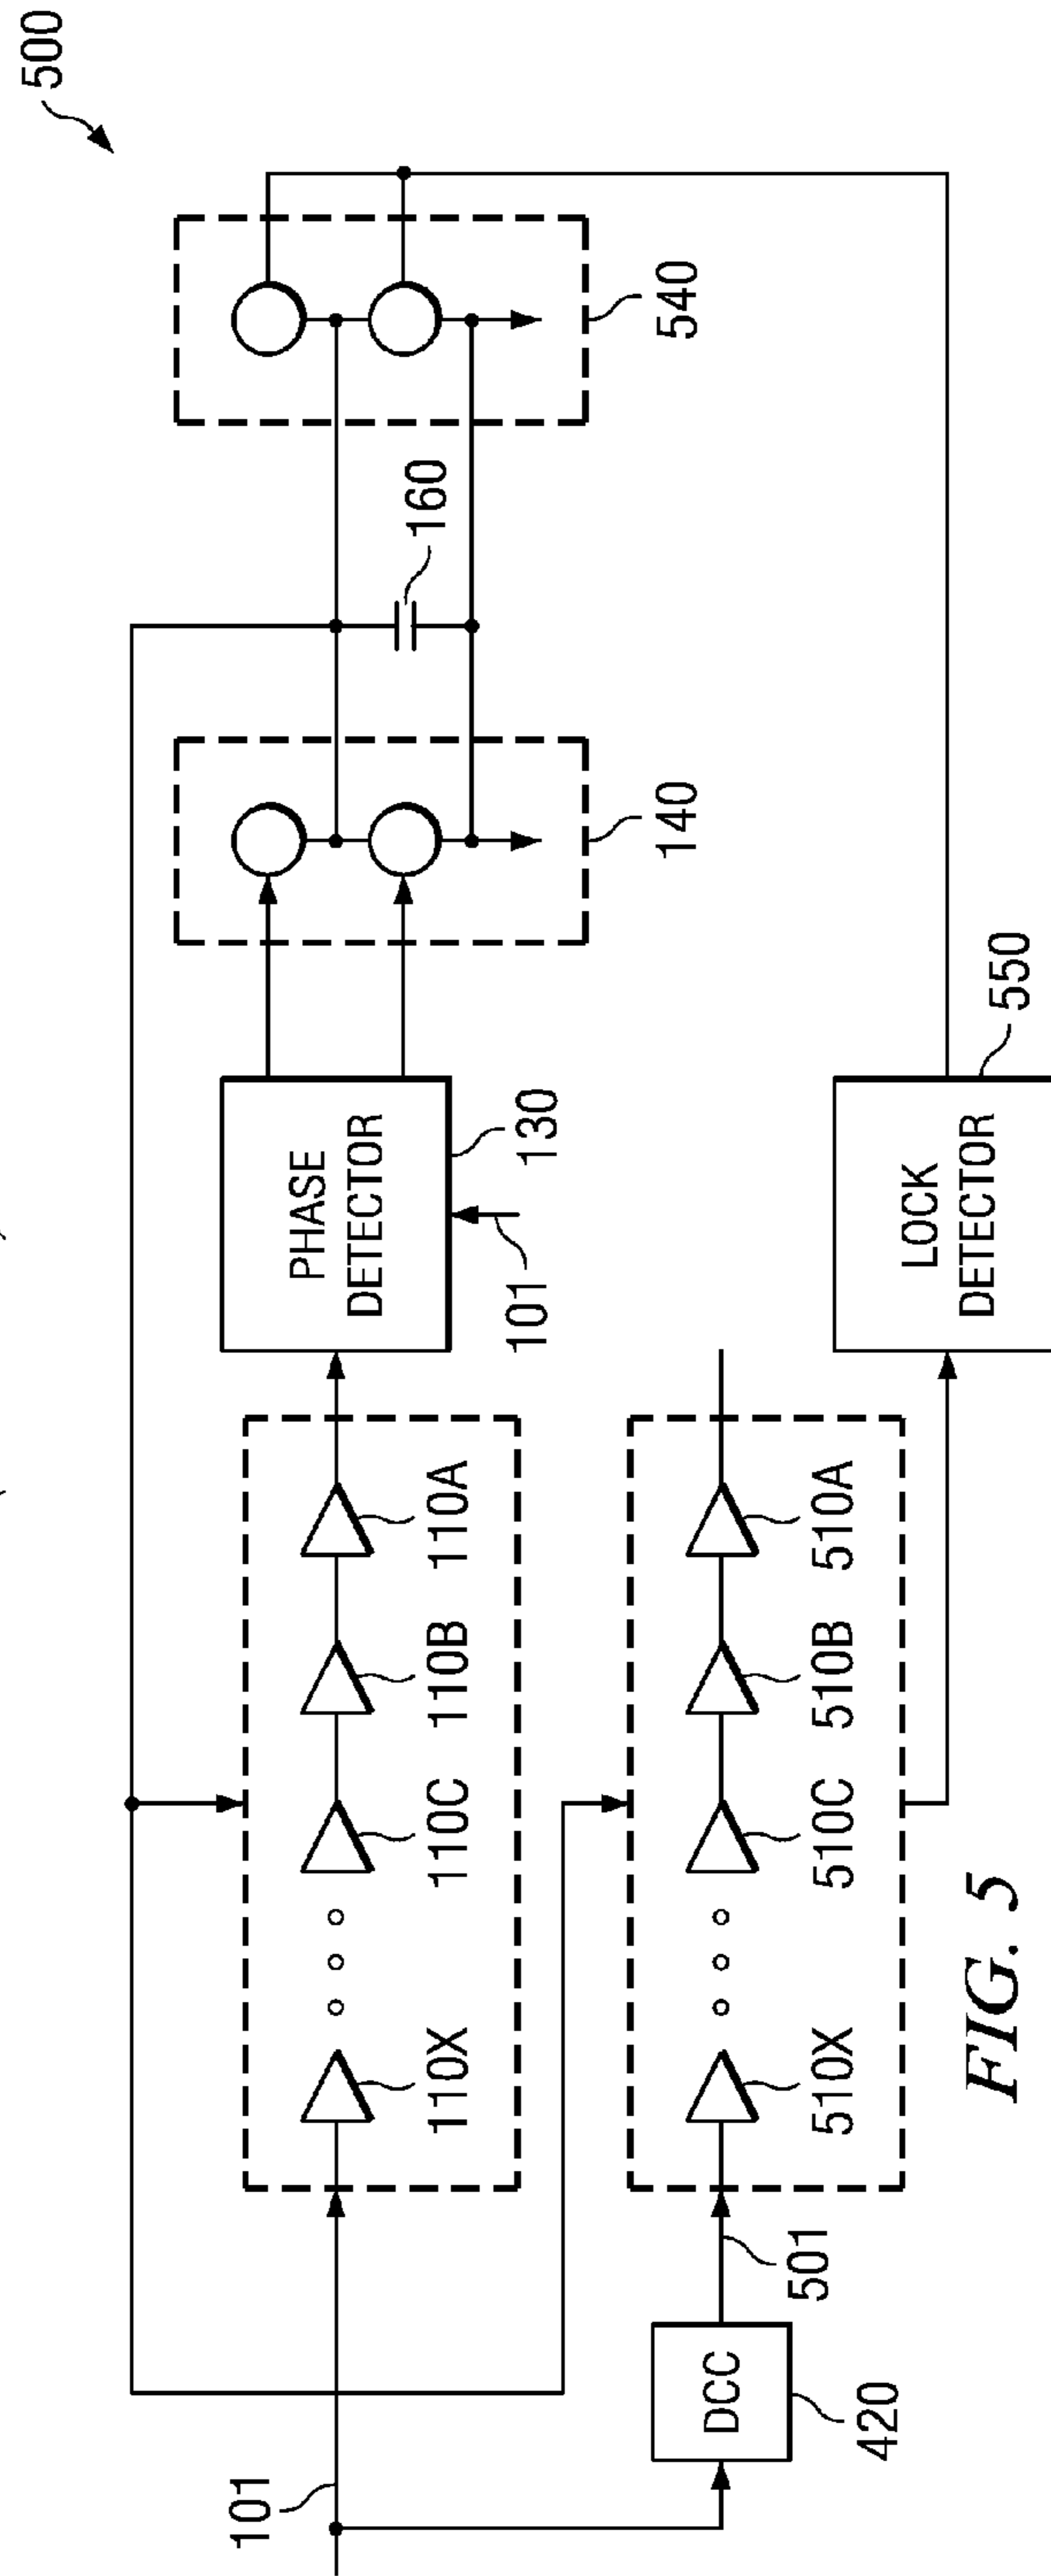 500
101
110X
110C
110B
110A
PHASE
DETECTOR
130
101
140
160
540
DCC
420
501
510X
510C
510B
510A
LOCK
DETECTOR
550
FIG. 5